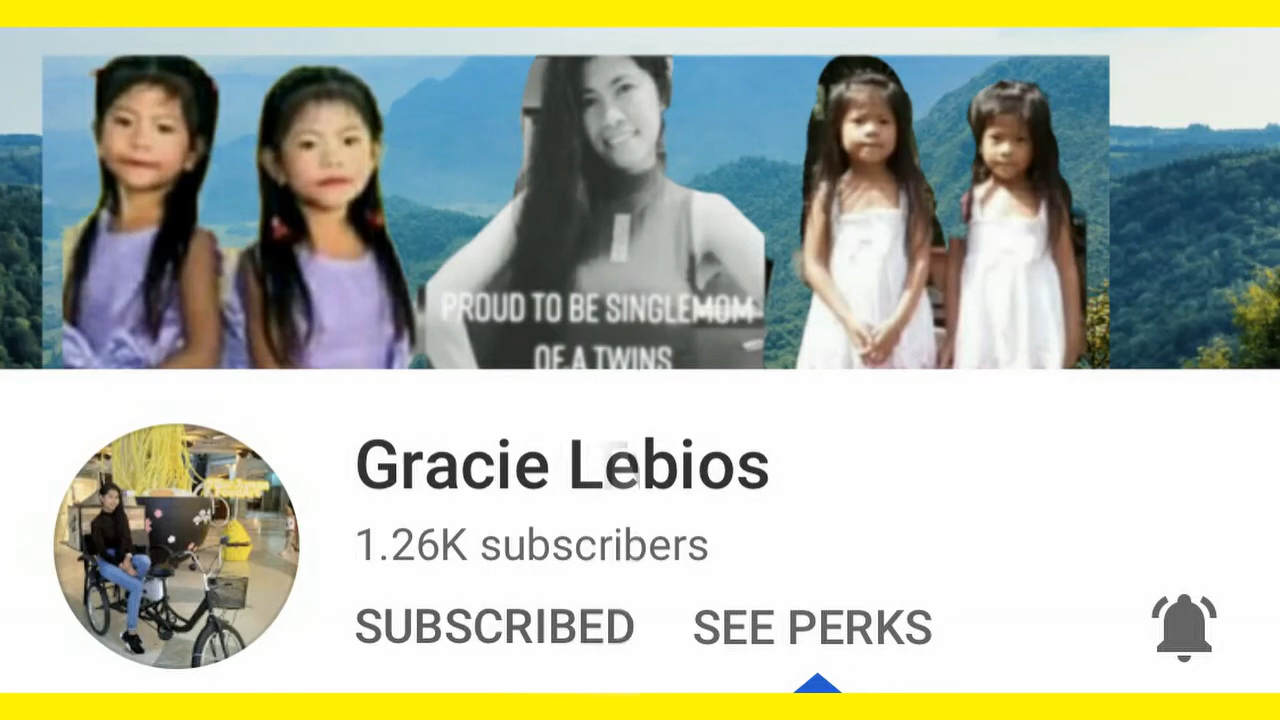 PROUD TO BE SINGLEMOM
OF A TWINS
Gracie Lebios
1.26K subscribers
SUBSCRIBED SEE PERKS